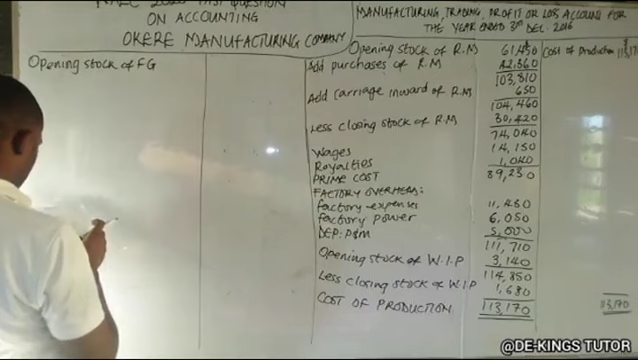 FIRST QUESTION
ON ACCOUNTING
OKERE MANUFACTURING COMPANY
MANUFACTURING, TRADING, PROFIT OR LOSS ACCOUNT FOR
THE YEAR ENDED 31st DEC. 2016
Opening stock of FG
Opening stock of R.M 61,450
Add purchases of R.M 42,360
103,810
Add carriage inward of R.M 650
104,460
Less closing stock of R.M 30,420
74,040
Wages 14,150
Royalties 1,040
PRIME COST 89,230
FACTORY OVERHEAD:
factory expenses 11,460
factory power 6,050
DEP: P&M 5,000
111,710
Opening stock of W.I.P 3,140
114,850
Less closing stock of W.I.P 1,680
COST OF PRODUCTION 113,170
Cost of Production 113,170
113,170
@DE-KINGS TUTOR